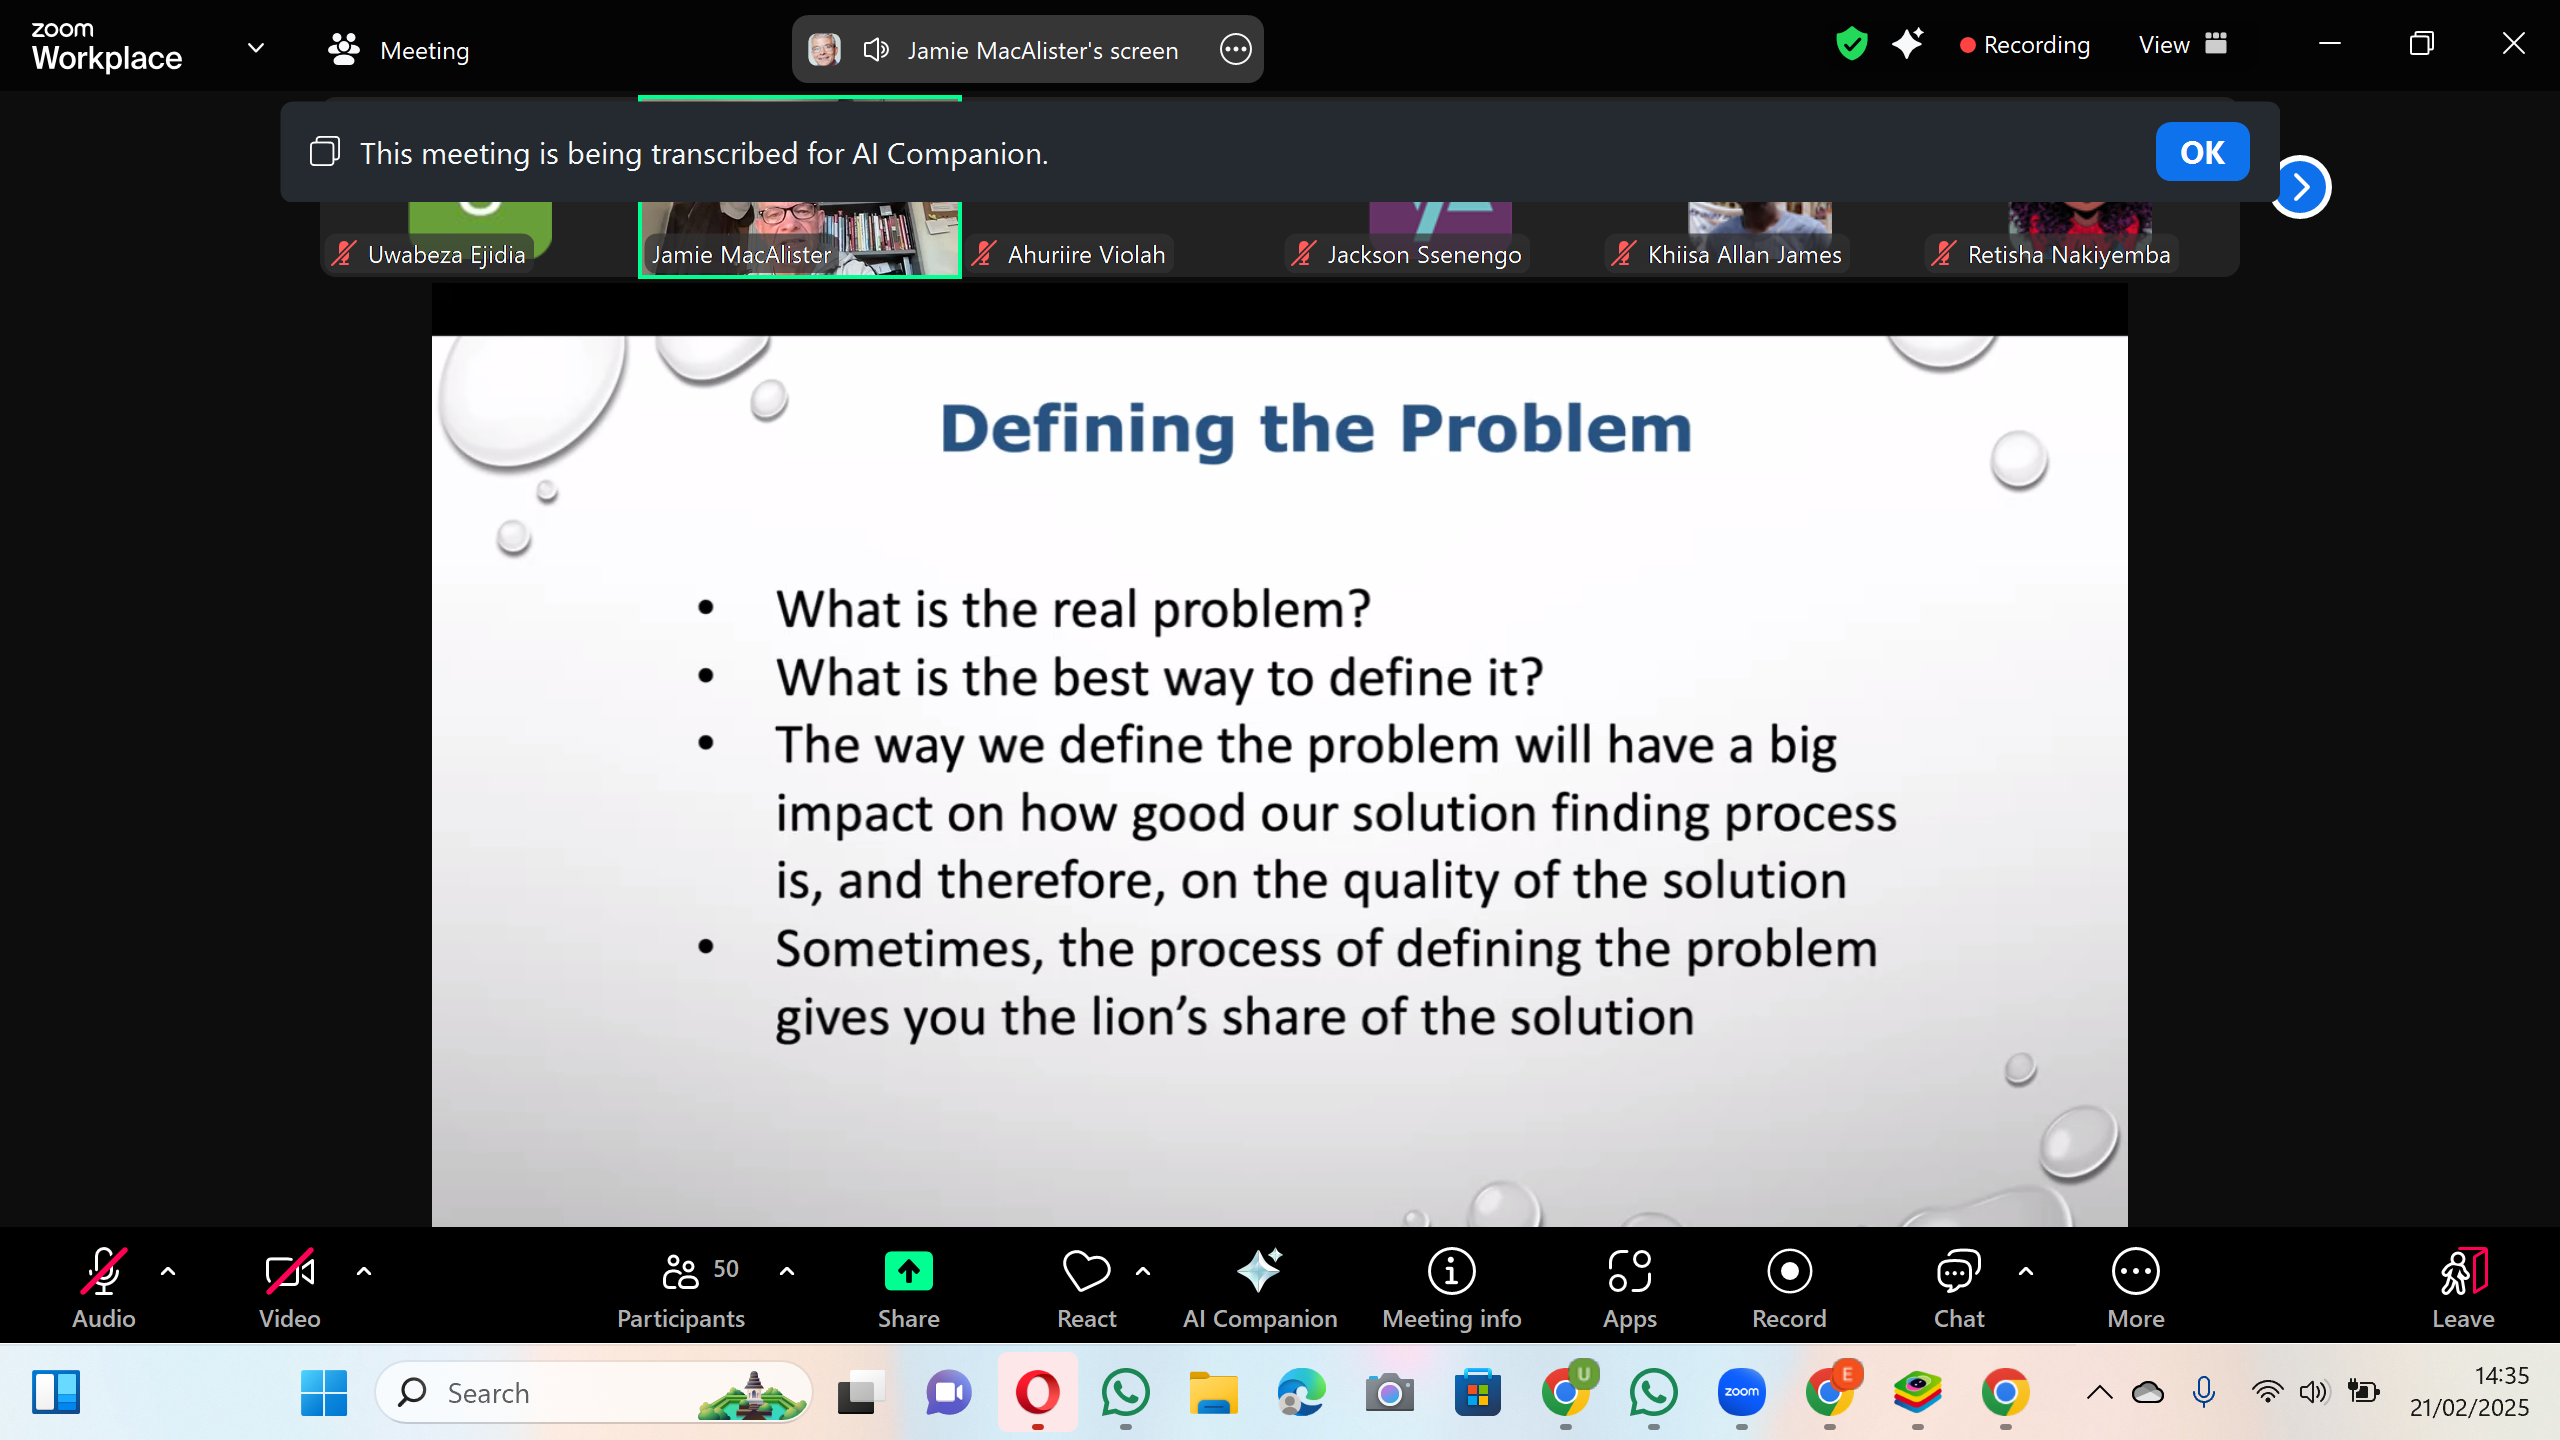 zoom
Workplace
Meeting
Jamie MacAlister's screen
Recording
View
This meeting is being transcribed for AI Companion.
OK
Uwabeza Ejidia
Jamie MacAlister
Ahuriire Violah
Jackson Ssenengo
Khiisa Allan James
Retisha Nakiyemba
Defining the Problem
• What is the real problem?
• What is the best way to define it?
• The way we define the problem will have a big
impact on how good our solution finding process
is, and therefore, on the quality of the solution
• Sometimes, the process of defining the problem
gives you the lion’s share of the solution
Audio
Video
50
Participants
Share
React
AI Companion
Meeting info
Apps
Record
Chat
More
Leave
Search
U
zoom
E
14:35
21/02/2025